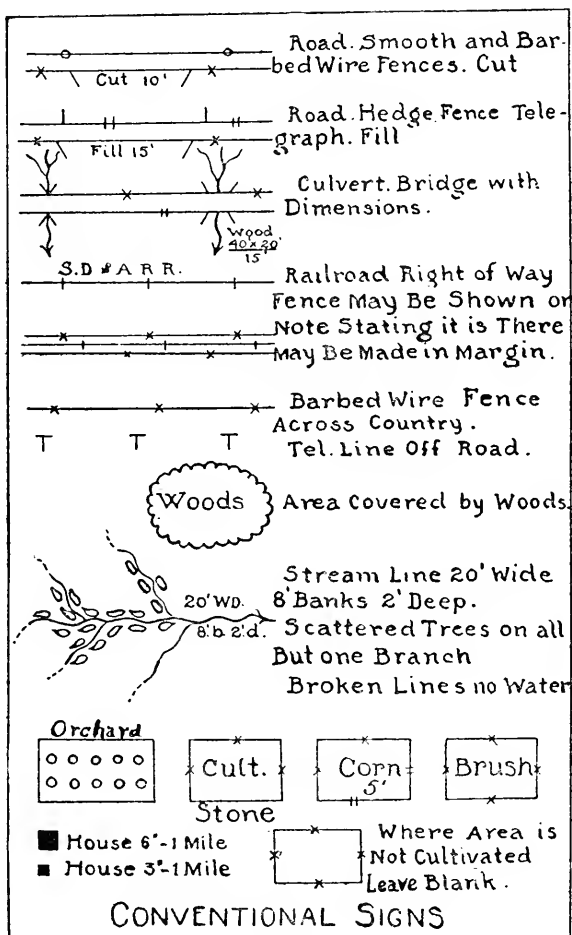 Road. Smooth and Bar-
bed Wire Fences. Cut
Cut 10'
Road. Hedge Fence Tele-
graph. Fill
Fill 15'
Culvert. Bridge with
Dimensions.
Wood
40'x20'
15'
S.D & A R R.
Railroad Right of Way
Fence May Be Shown or
Note Stating it is There
May Be Made in Margin.
Barbed Wire Fence
Across Country.
T T T
Tel. Line Off Road.
Woods
Area Covered by Woods.
Stream Line 20' Wide
8' Banks 2' Deep.
20' WD.
8'.b. 2'.d'.
Scattered Trees on all
But one Branch
Broken Lines no Water
Orchard
Cult.
Corn
5'
Brush
Stone
House 6"-1 Mile
House 3"-1 Mile
Where Area is
Not Cultivated
Leave Blank.
CONVENTIONAL SIGNS